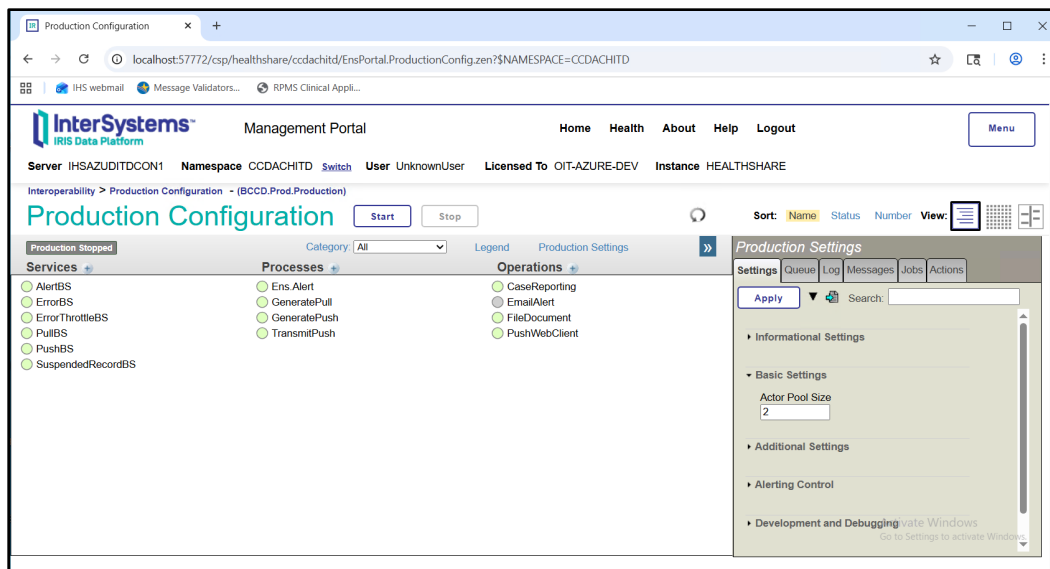 Production Configuration
localhost:57772/csp/healthshare/ccdachitd/EnsPortal.ProductionConfig.zen?$NAMESPACE=CCDACHITD
IHS webmail Message Validators... RPMS Clinical Appli...
InterSystems™
IRIS Data Platform
Management Portal
Home Health About Help Logout
Menu
Server IHSAZUDITDCON1 Namespace CCDACHITD Switch User UnknownUser Licensed To OIT-AZURE-DEV Instance HEALTHSHARE
Interoperability > Production Configuration - (BCCD.Prod.Production)
Production Configuration Start Stop
Sort: Name Status Number View:
Production Stopped Category: All Legend Production Settings »
Services Processes Operations
AlertBS Ens.Alert CaseReporting
ErrorBS GeneratePull EmailAlert
ErrorThrottleBS GeneratePush FileDocument
PullBS TransmitPush PushWebClient
PushBS
SuspendedRecordBS
Production Settings
Settings Queue Log Messages Jobs Actions
Apply Search:
Informational Settings
Basic Settings
Actor Pool Size
2
Additional Settings
Alerting Control
Development and Debugging
Activate Windows
Go to Settings to activate Windows.